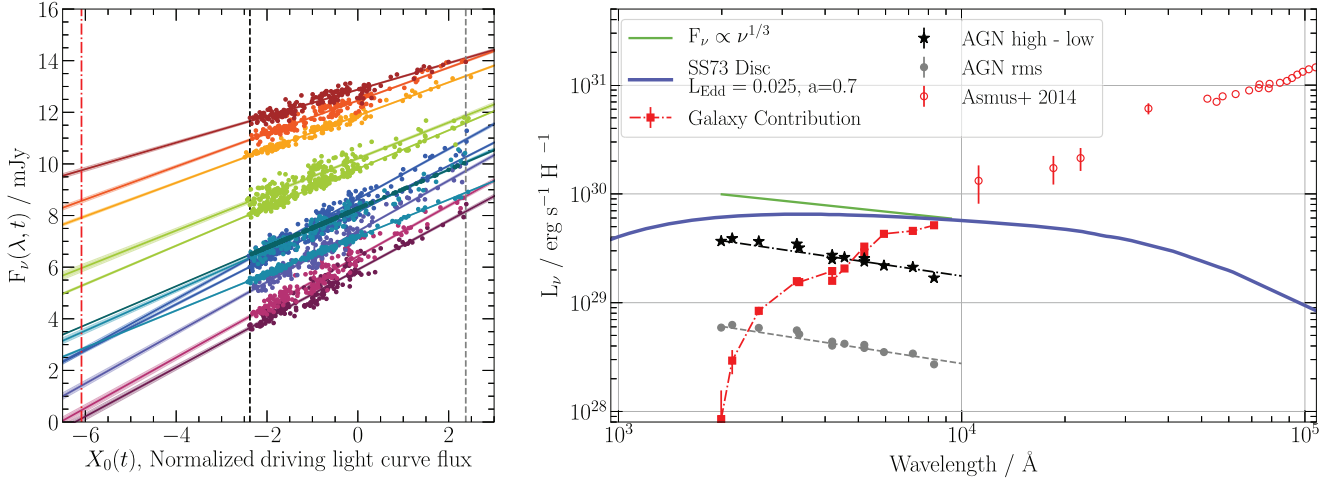 F_ν(λ, t) / mJy
14
12
10
8
6
4
2
0
−6
−4
−2
0
2
X_0(t), Normalized driving light curve flux
L_ν / erg s^−1 H^−1
10^31
10^30
10^29
10^28
F_ν ∝ ν^1/3
SS73 Disc
L_Edd = 0.025, a=0.7
Galaxy Contribution
AGN high - low
AGN rms
Asmus+ 2014
10^3
10^4
10^5
Wavelength / Å